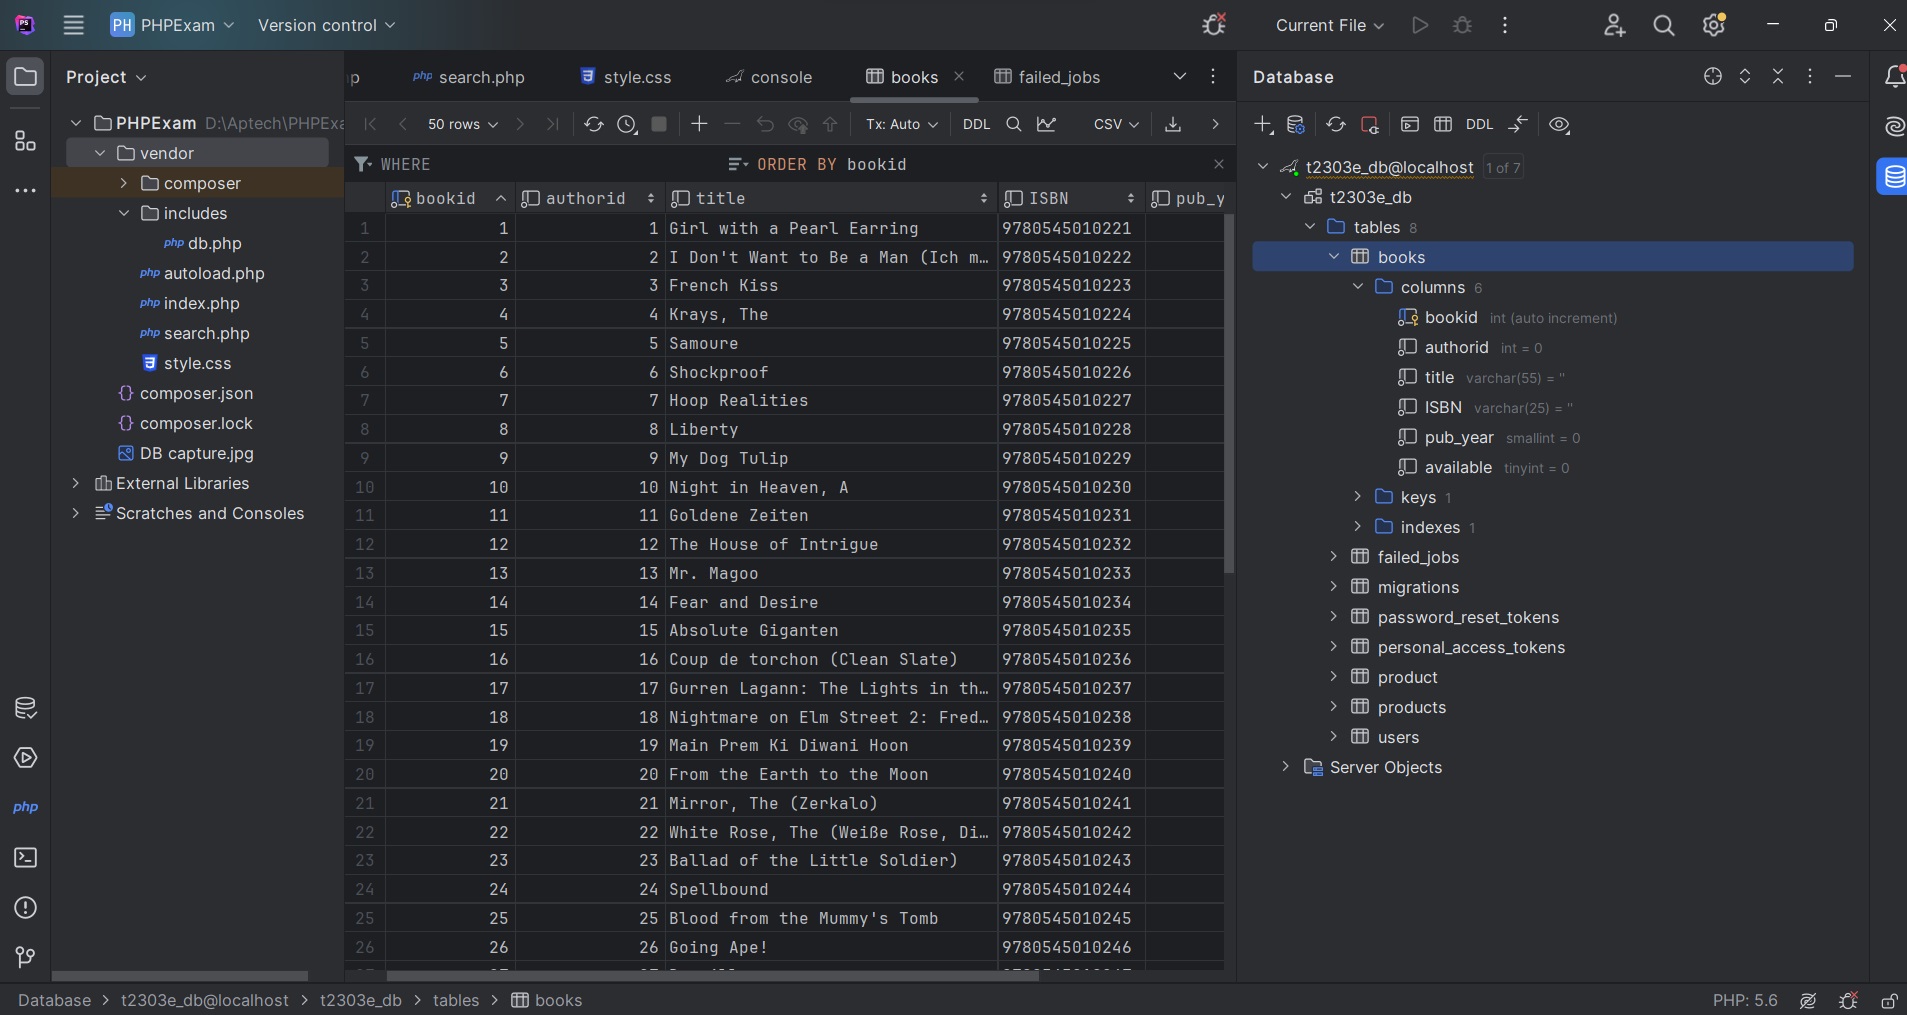 PS
PH PHPExam
Version control
Current File
Project
p
php search.php
style.css
console
books
failed_jobs
Database
50 rows
Tx: Auto
DDL
CSV
DDL
WHERE
ORDER BY bookid
bookid authorid title ISBN pub_y
1 1 1 Girl with a Pearl Earring 9780545010221
2 2 2 I Don't Want to Be a Man (Ich m… 9780545010222
3 3 3 French Kiss 9780545010223
4 4 4 Krays, The 9780545010224
5 5 5 Samoure 9780545010225
6 6 6 Shockproof 9780545010226
7 7 7 Hoop Realities 9780545010227
8 8 8 Liberty 9780545010228
9 9 9 My Dog Tulip 9780545010229
10 10 10 Night in Heaven, A 9780545010230
11 11 11 Goldene Zeiten 9780545010231
12 12 12 The House of Intrigue 9780545010232
13 13 13 Mr. Magoo 9780545010233
14 14 14 Fear and Desire 9780545010234
15 15 15 Absolute Giganten 9780545010235
16 16 16 Coup de torchon (Clean Slate) 9780545010236
17 17 17 Gurren Lagann: The Lights in th… 9780545010237
18 18 18 Nightmare on Elm Street 2: Fred… 9780545010238
19 19 19 Main Prem Ki Diwani Hoon 9780545010239
20 20 20 From the Earth to the Moon 9780545010240
21 21 21 Mirror, The (Zerkalo) 9780545010241
22 22 22 White Rose, The (Weiße Rose, Di… 9780545010242
23 23 23 Ballad of the Little Soldier) 9780545010243
24 24 24 Spellbound 9780545010244
25 25 25 Blood from the Mummy's Tomb 9780545010245
26 26 26 Going Ape! 9780545010246
PHPExam D:\Aptech\PHPExa
vendor
composer
includes
php db.php
php autoload.php
php index.php
php search.php
style.css
composer.json
composer.lock
DB capture.jpg
External Libraries
Scratches and Consoles
php
t2303e_db@localhost 1 of 7
t2303e_db
tables 8
books
columns 6
bookid int (auto increment)
authorid int = 0
title varchar(55) = ''
ISBN varchar(25) = ''
pub_year smallint = 0
available tinyint = 0
keys 1
indexes 1
failed_jobs
migrations
password_reset_tokens
personal_access_tokens
product
products
users
Server Objects
Database > t2303e_db@localhost > t2303e_db > tables > books
PHP: 5.6